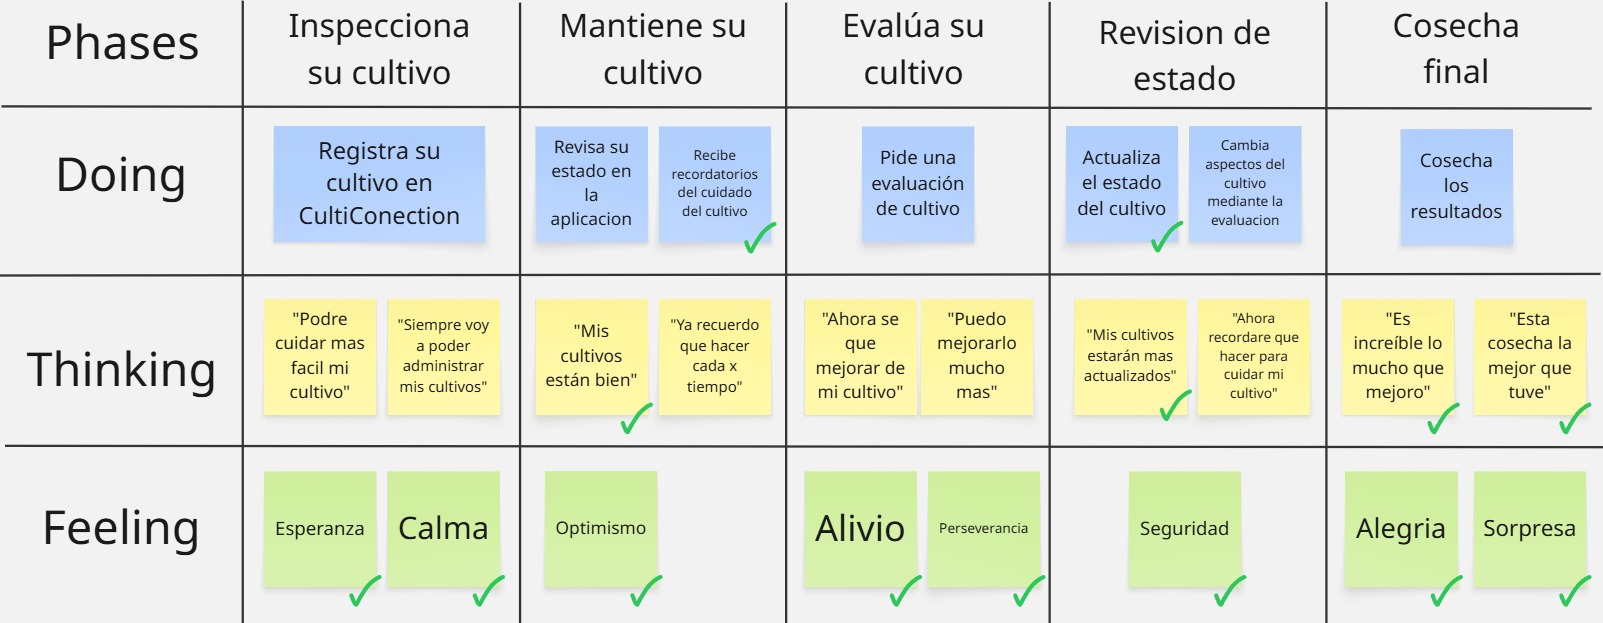 Phases
Inspecciona
su cultivo
Mantiene su
cultivo
Evalúa su
cultivo
Revision de
estado
Cosecha
final
Doing
Registra su
cultivo en
CultiConection
Revisa su
estado en
la
aplicacion
Recibe
recordatorios
del cuidado
del cultivo
Pide una
evaluación
de cultivo
Actualiza
el estado
del cultivo
Cambia
aspectos del
cultivo
mediante la
evaluacion
Cosecha
los
resultados
Thinking
"Podre
cuidar mas
facil mi
cultivo"
"Siempre voy
a poder
administrar
mis cultivos"
"Mis
cultivos
están bien"
"Ya recuerdo
que hacer
cada x
tiempo"
"Ahora se
que
mejorar de
mi cultivo"
"Puedo
mejorarlo
mucho
mas"
"Mis cultivos
estarán mas
actualizados"
"Ahora
recordare que
hacer para
cuidar mi
cultivo"
"Es
increíble lo
mucho que
mejoro"
"Esta
cosecha la
mejor que
tuve"
Feeling
Esperanza
Calma
Optimismo
Alivio
Perseverancia
Seguridad
Alegria
Sorpresa